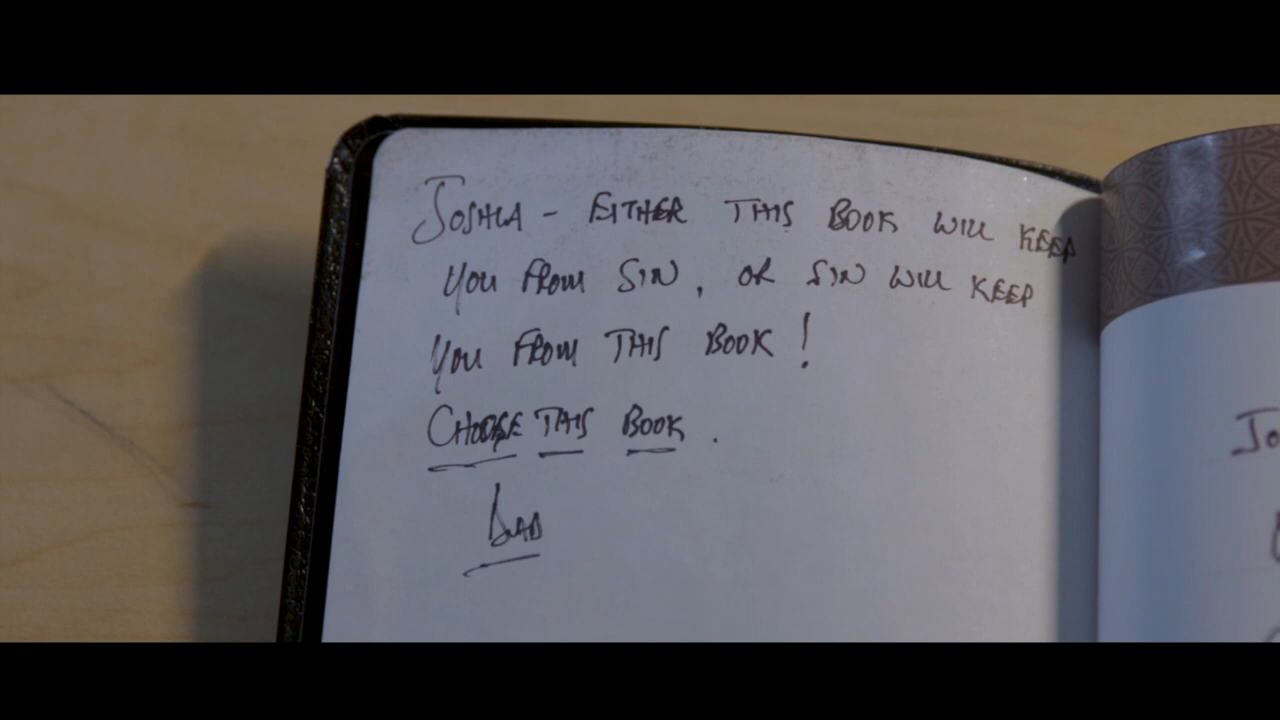 JOSHUA - EITHER THIS BOOK WILL KEEP
YOU FROM SIN, OR SIN WILL KEEP
YOU FROM THIS BOOK!
CHOOSE THIS BOOK.
DAD
Jo